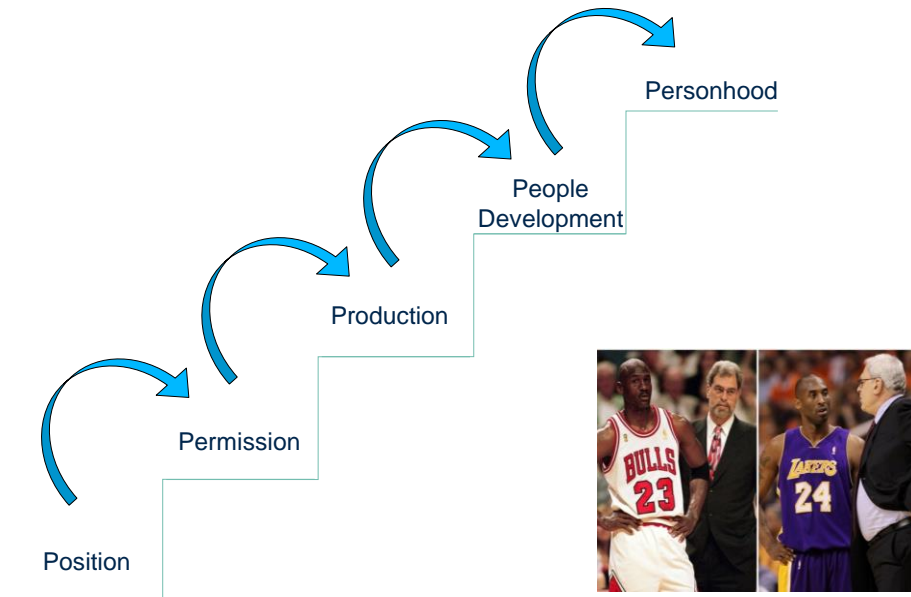 Personhood
People
Development
Production
Permission
Position
BULLS
23
LAKERS
24